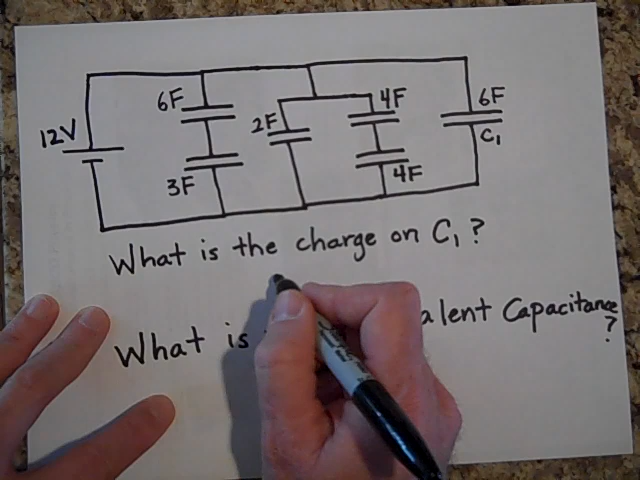 6F
4F
6F
12V
2F
C₁
3F
4F
What is the charge on C₁?
What is alent Capacitance
?